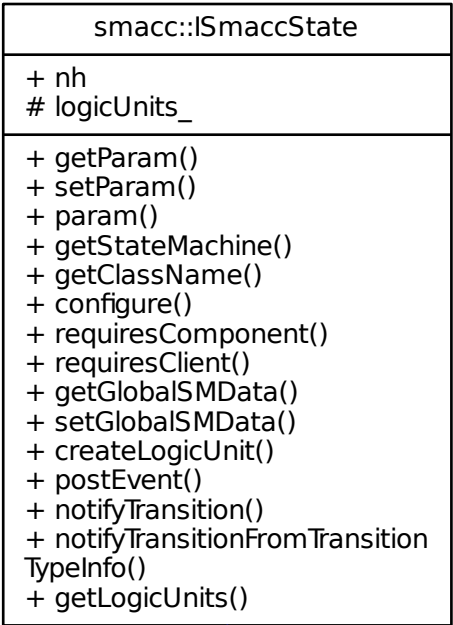 smacc::ISmaccState
+ nh
# logicUnits_
+ getParam()
+ setParam()
+ param()
+ getStateMachine()
+ getClassName()
+ configure()
+ requiresComponent()
+ requiresClient()
+ getGlobalSMData()
+ setGlobalSMData()
+ createLogicUnit()
+ postEvent()
+ notifyTransition()
+ notifyTransitionFromTransition
TypeInfo()
+ getLogicUnits()